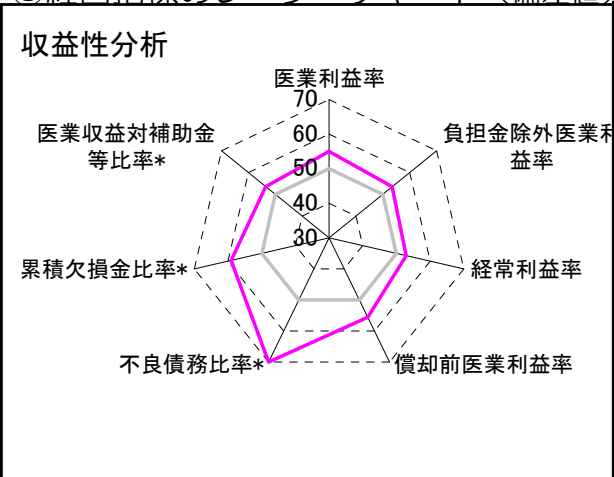 収益性分析
医業利益率
負担金除外医業利
益率
経常利益率
償却前医業利益率
不良債務比率*
累積欠損金比率*
医業収益対補助金
等比率*
70
60
50
40
30